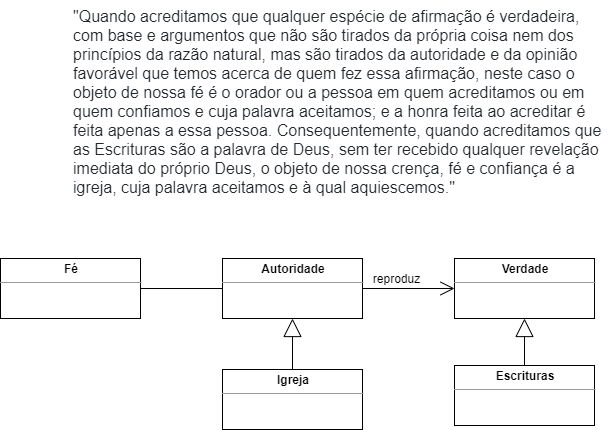 "Quando acreditamos que qualquer espécie de afirmação é verdadeira,
com base e argumentos que não são tirados da própria coisa nem dos
princípios da razão natural, mas são tirados da autoridade e da opinião
favorável que temos acerca de quem fez essa afirmação, neste caso o
objeto de nossa fé é o orador ou a pessoa em quem acreditamos ou em
quem confiamos e cuja palavra aceitamos; e a honra feita ao acreditar é
feita apenas a essa pessoa. Consequentemente, quando acreditamos que
as Escrituras são a palavra de Deus, sem ter recebido qualquer revelação
imediata do próprio Deus, o objeto de nossa crença, fé e confiança é a
igreja, cuja palavra aceitamos e à qual aquiescemos."
Fé
Autoridade
reproduz
Verdade
Igreja
Escrituras